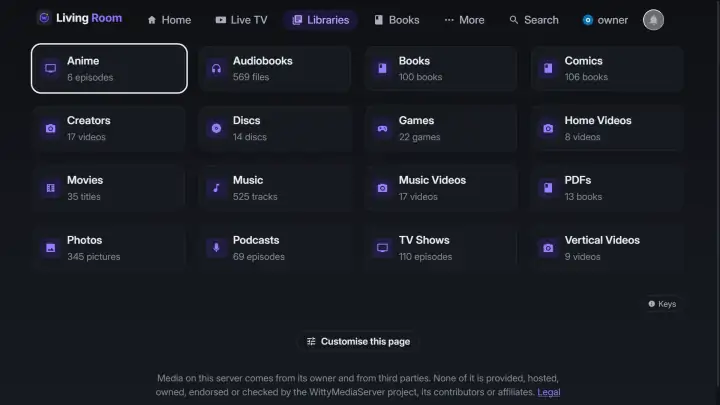 Living Room
Home
Live TV
Libraries
Books
More
Search
owner
Anime
6 episodes
Audiobooks
569 files
Books
100 books
Comics
106 books
Creators
17 videos
Discs
14 discs
Games
22 games
Home Videos
8 videos
Movies
35 titles
Music
525 tracks
Music Videos
17 videos
PDFs
13 books
Photos
345 pictures
Podcasts
69 episodes
TV Shows
110 episodes
Vertical Videos
9 videos
Keys
Customise this page
Media on this server comes from its owner and from third parties. None of it is provided, hosted,
owned, endorsed or checked by the WittyMediaServer project, its contributors or affiliates. Legal